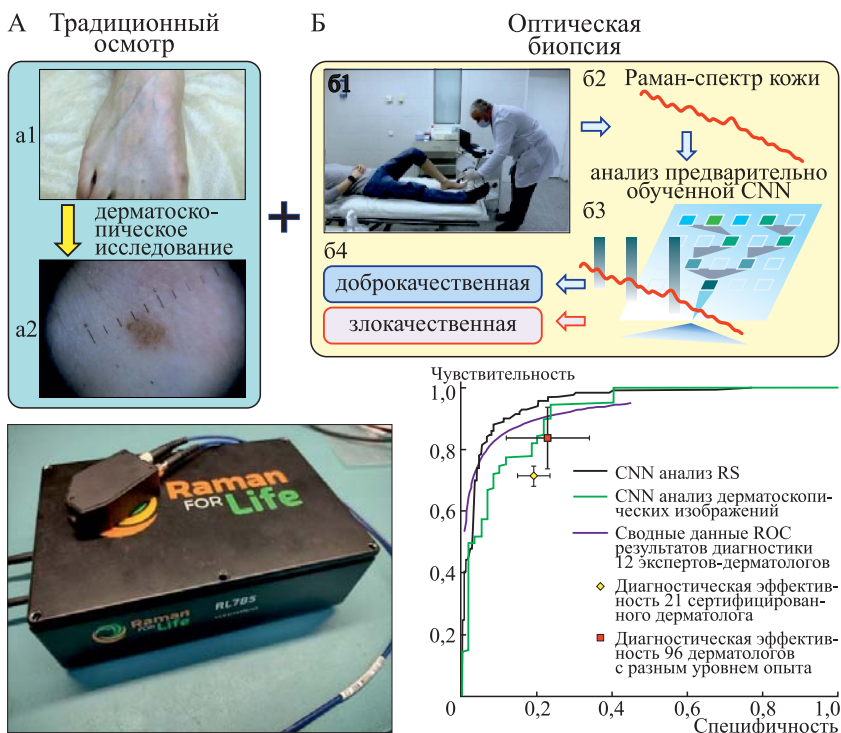 А
Традиционный
осмотр
а1
дерматоско-
пическое
исследование
а2
Б
Оптическая
биопсия
б1
б2
Раман-спектр кожи
анализ предварительно
обученной CNN
б3
б4
доброкачественная
злокачественная
+
Raman
FOR Life
RL785
Raman
FOR Life
Чувствительность
1,0
0,8
0,6
0,4
0,2
0
0,2
0,4
0,6
0,8
1,0
Специфичность
CNN анализ RS
CNN анализ дерматоскопи-
ческих изображений
Сводные данные ROC
результатов диагностики
12 экспертов-дерматологов
Диагностическая эффектив-
ность 21 сертифицирован-
ного дерматолога
Диагностическая эффектив-
ность 96 дерматологов
с разным уровнем опыта